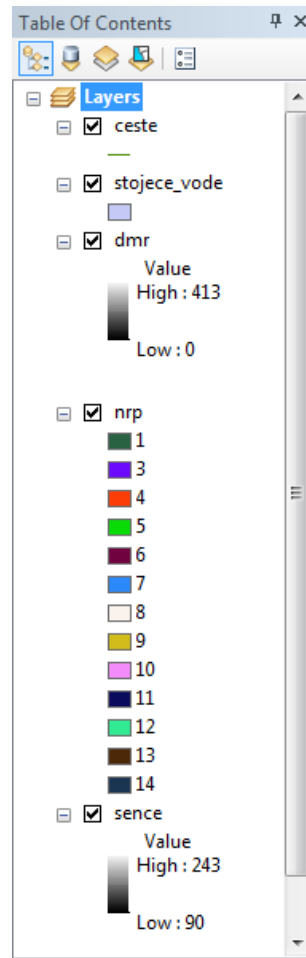 Table Of Contents
Layers
ceste
stojece_vode
dmr
Value
High : 413
Low : 0
nrp
1
3
4
5
6
7
8
9
10
11
12
13
14
sence
Value
High : 243
Low : 90